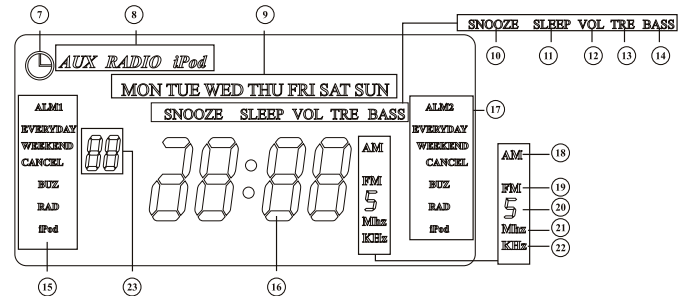 7 8 9
SNOOZE SLEEP VOL TRE BASS
10 11 12 13 14
AUX RADIO iPod
MON TUE WED THU FRI SAT SUN
SNOOZE SLEEP VOL TRE BASS
ALM1
EVERYDAY
WEEKEND
CANCEL
BUZ
RAD
iPod
88
28:88
AM
FM
5
Mhz
KHz
ALM2
EVERYDAY
WEEKEND
CANCEL
BUZ
RAD
iPod
17
AM 18
FM 19
5 20
Mhz 21
KHz 22
15 23 16